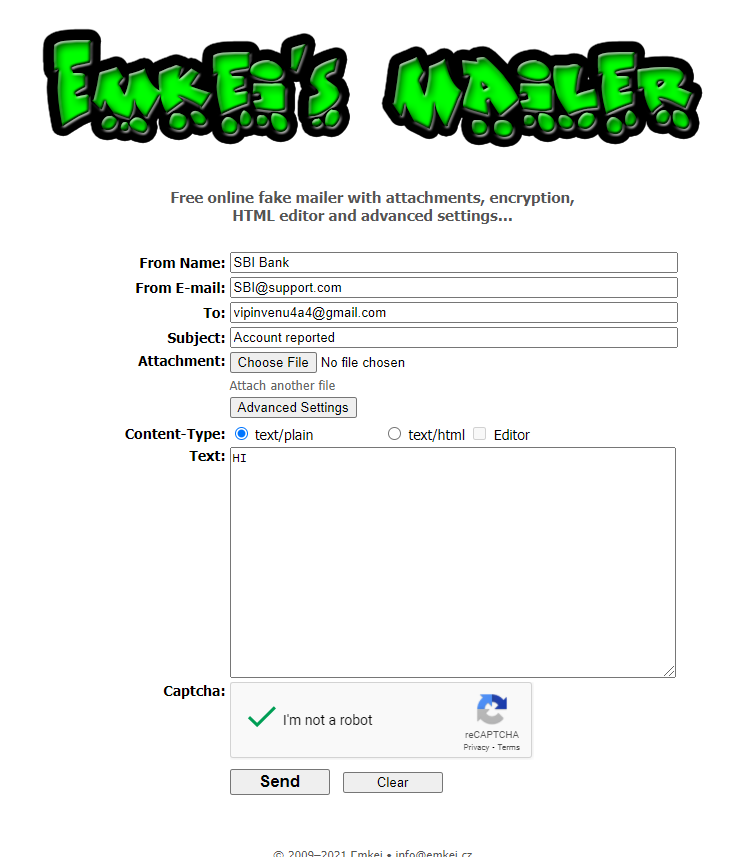 Emkei's Mailer
Free online fake mailer with attachments, encryption,
HTML editor and advanced settings...
From Name: SBI Bank
From E-mail: SBI@support.com
To: vipinvenu4a4@gmail.com
Subject: Account reported
Attachment: Choose File No file chosen
Attach another file
Advanced Settings
Content-Type: text/plain text/html Editor
Text: HI
Captcha:
I'm not a robot
reCAPTCHA
Privacy - Terms
Send Clear
© 2009–2021 Emkei • info@emkei.cz